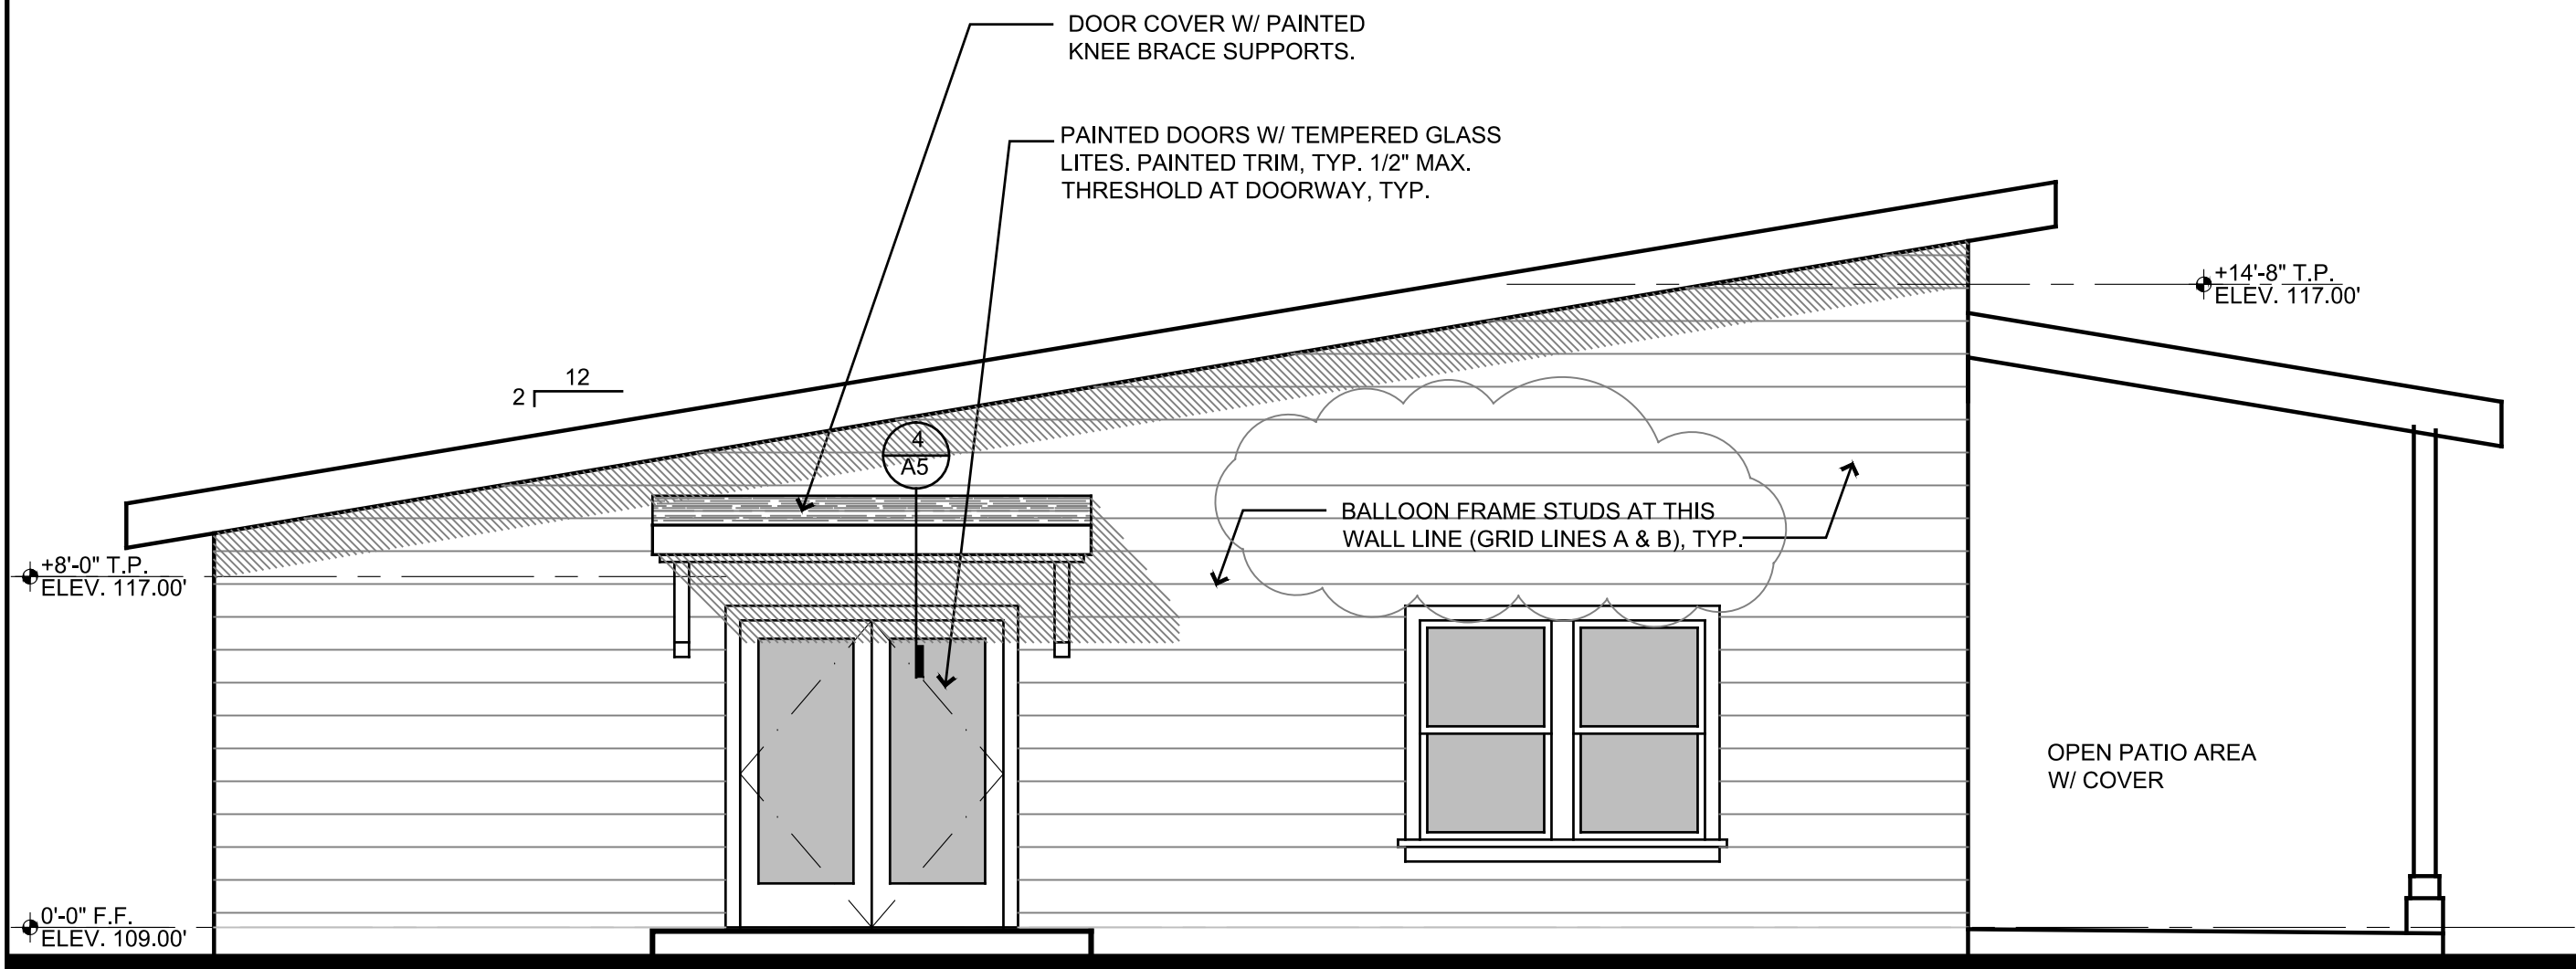 DOOR COVER W/ PAINTED
KNEE BRACE SUPPORTS.
PAINTED DOORS W/ TEMPERED GLASS
LITES. PAINTED TRIM, TYP. 1/2" MAX.
THRESHOLD AT DOORWAY, TYP.
+14'-8" T.P.
ELEV. 117.00'
12
2
4
A5
BALLOON FRAME STUDS AT THIS
WALL LINE (GRID LINES A & B), TYP.
+8'-0" T.P.
ELEV. 117.00'
OPEN PATIO AREA
W/ COVER
0'-0" F.F.
ELEV. 109.00'